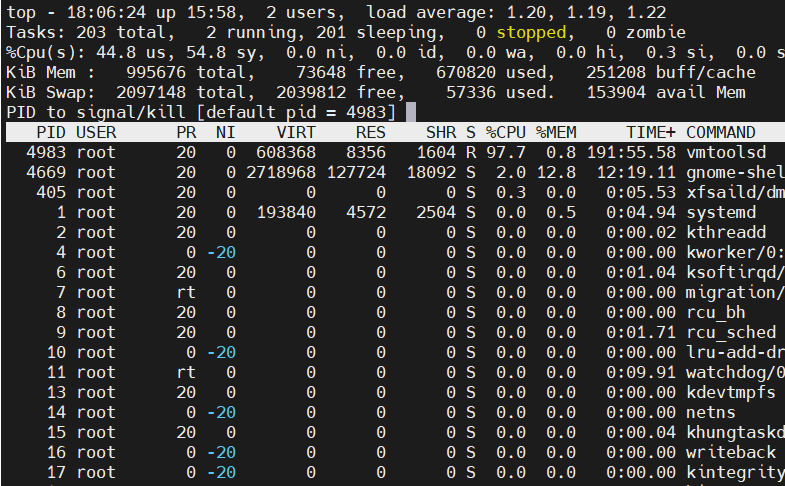 top - 18:06:24 up 15:58,  2 users,  load average: 1.20, 1.19, 1.22
Tasks: 203 total,   2 running, 201 sleeping,   0 stopped,   0 zombie
%Cpu(s): 44.8 us, 54.8 sy,  0.0 ni,  0.0 id,  0.0 wa,  0.0 hi,  0.3 si,  0.0 s
KiB Mem :   995676 total,    73648 free,   670820 used,   251208 buff/cache
KiB Swap:  2097148 total,  2039812 free,    57336 used.   153904 avail Mem
PID to signal/kill [default pid = 4983]
PID USER      PR  NI    VIRT    RES    SHR S %CPU %MEM     TIME+ COMMAND
4983 root      20   0  608368   8356   1604 R 97.7  0.8 191:55.58 vmtoolsd
4669 root      20   0 2718968 127724  18092 S  2.0 12.8  12:19.11 gnome-shel
405 root      20   0       0      0      0 S  0.3  0.0   0:05.53 xfsaild/dm
1 root      20   0  193840   4572   2504 S  0.0  0.5   0:04.94 systemd
2 root      20   0       0      0      0 S  0.0  0.0   0:00.02 kthreadd
4 root       0 -20       0      0      0 S  0.0  0.0   0:00.00 kworker/0:
6 root      20   0       0      0      0 S  0.0  0.0   0:01.04 ksoftirqd/
7 root      rt   0       0      0      0 S  0.0  0.0   0:00.00 migration/
8 root      20   0       0      0      0 S  0.0  0.0   0:00.00 rcu_bh
9 root      20   0       0      0      0 S  0.0  0.0   0:01.71 rcu_sched
10 root       0 -20       0      0      0 S  0.0  0.0   0:00.00 lru-add-dr
11 root      rt   0       0      0      0 S  0.0  0.0   0:09.91 watchdog/0
13 root      20   0       0      0      0 S  0.0  0.0   0:00.00 kdevtmpfs
14 root       0 -20       0      0      0 S  0.0  0.0   0:00.00 netns
15 root      20   0       0      0      0 S  0.0  0.0   0:00.04 khungtaskd
16 root       0 -20       0      0      0 S  0.0  0.0   0:00.00 writeback
17 root       0 -20       0      0      0 S  0.0  0.0   0:00.00 kintegrity